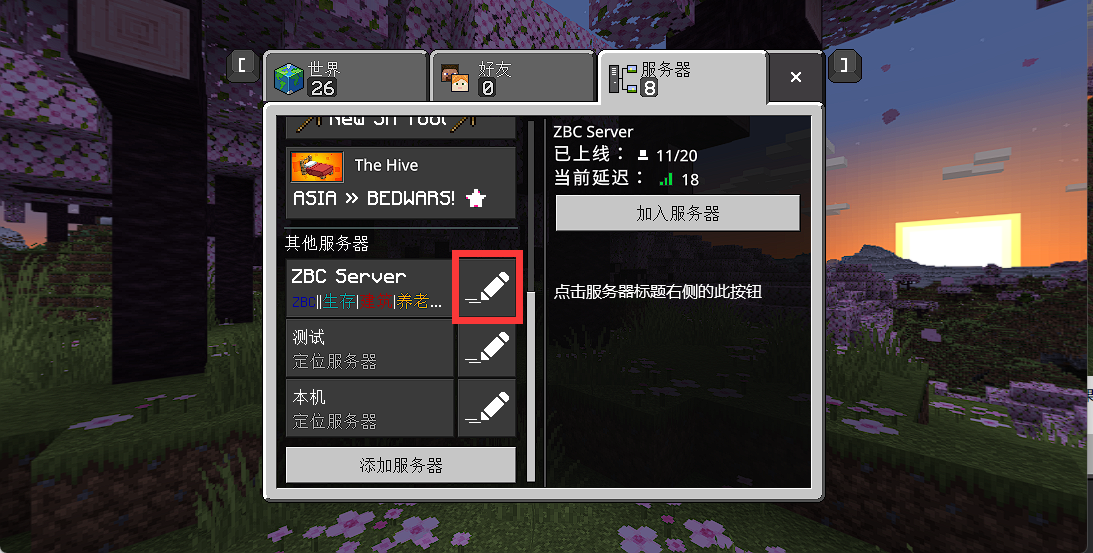 [
世界
26
好友
0
服务器
8
×
]
New Sn Tool
The Hive
ASIA » BEDWARS!
其他服务器
ZBC Server
ZBC||生存||养老...
测试
定位服务器
本机
定位服务器
添加服务器
ZBC Server
已上线： 11/20
当前延迟： 18
加入服务器
点击服务器标题右侧的此按钮